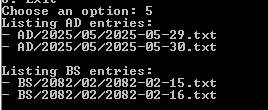 0. Exit
Choose an option: 5
Listing AD entries:
- AD/2025/05/2025-05-29.txt
- AD/2025/05/2025-05-30.txt
Listing BS entries:
- BS/2082/02/2082-02-15.txt
- BS/2082/02/2082-02-16.txt